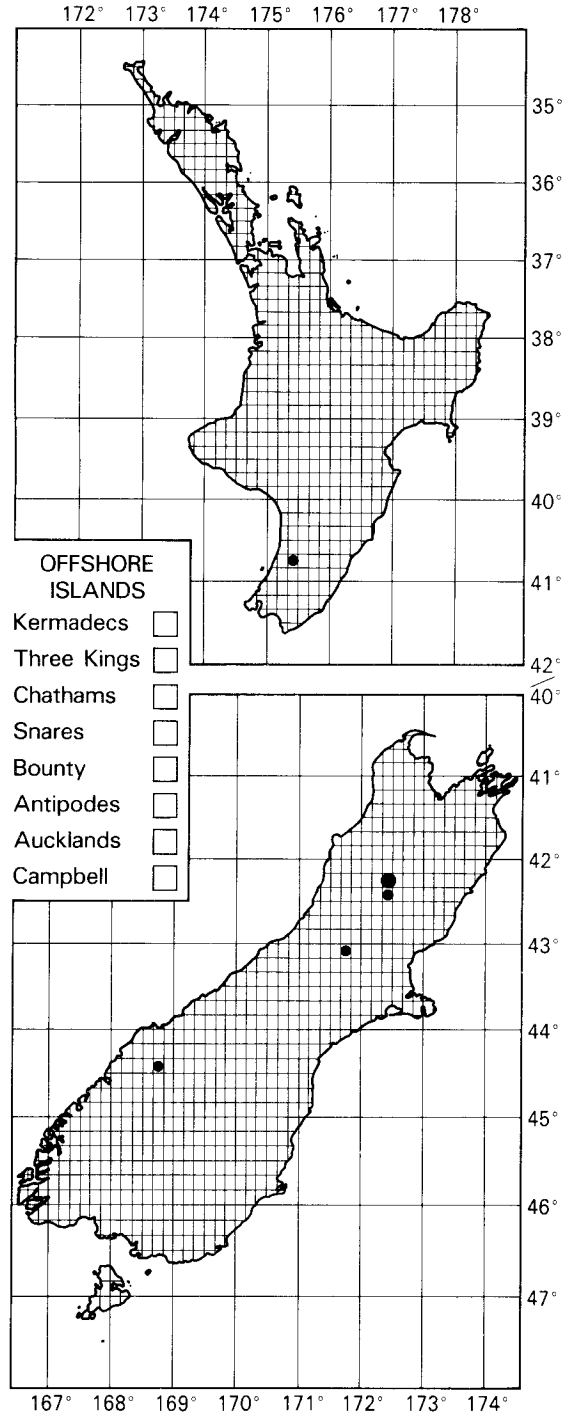 172° 173° 174° 175° 176° 177° 178°
35°
36°
37°
38°
39°
40°
41°
42°
OFFSHORE
ISLANDS
Kermadecs
Three Kings
Chathams
Snares
Bounty
Antipodes
Aucklands
Campbell
40°
41°
42°
43°
44°
45°
46°
47°
167° 168° 169° 170° 171° 172° 173° 174°